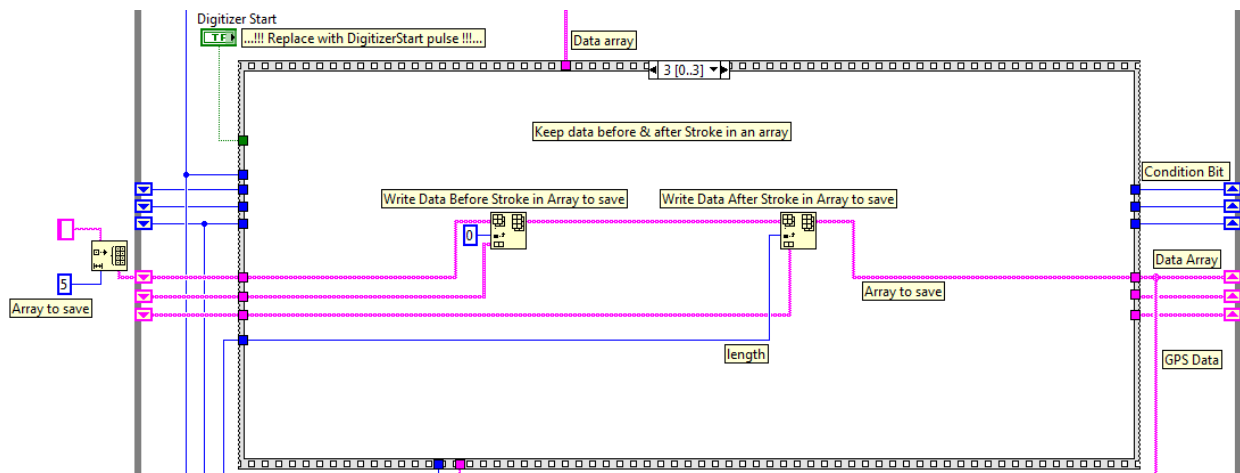 Digitizer Start
TF
...!!! Replace with DigitizerStart pulse !!!...
Data array
3 [0..3]
Keep data before & after Stroke in an array
Condition Bit
Write Data Before Stroke in Array to save
Write Data After Stroke in Array to save
0
Data Array
5
Array to save
Array to save
length
GPS Data